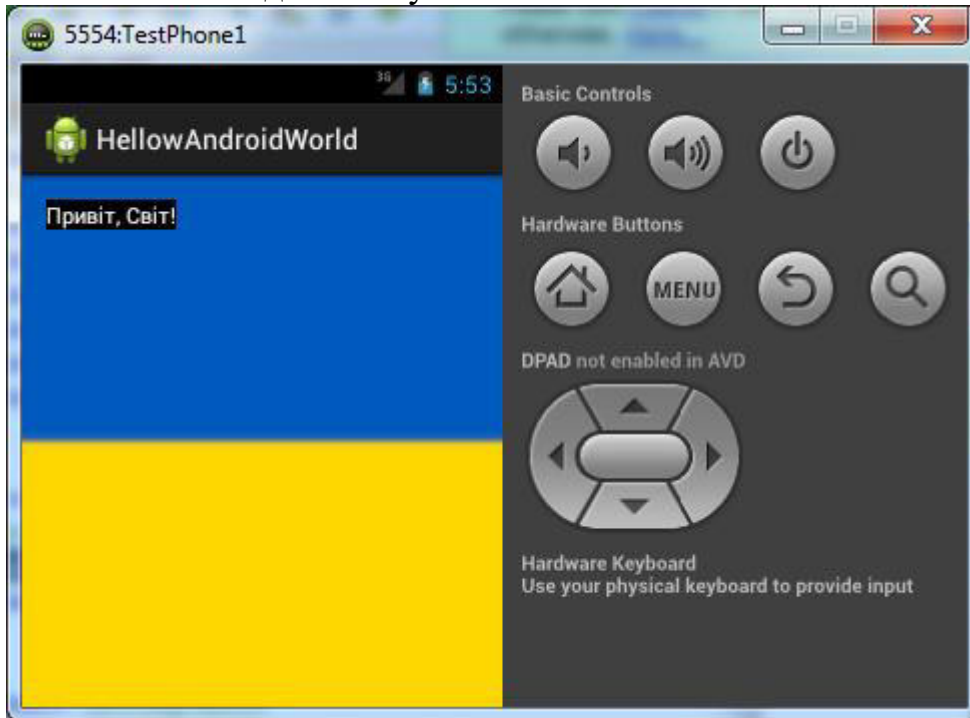 5554:TestPhone1
3G 5:53
HellowAndroidWorld
Привіт, Світ!
Basic Controls
Hardware Buttons
MENU
DPAD not enabled in AVD
Hardware Keyboard
Use your physical keyboard to provide input